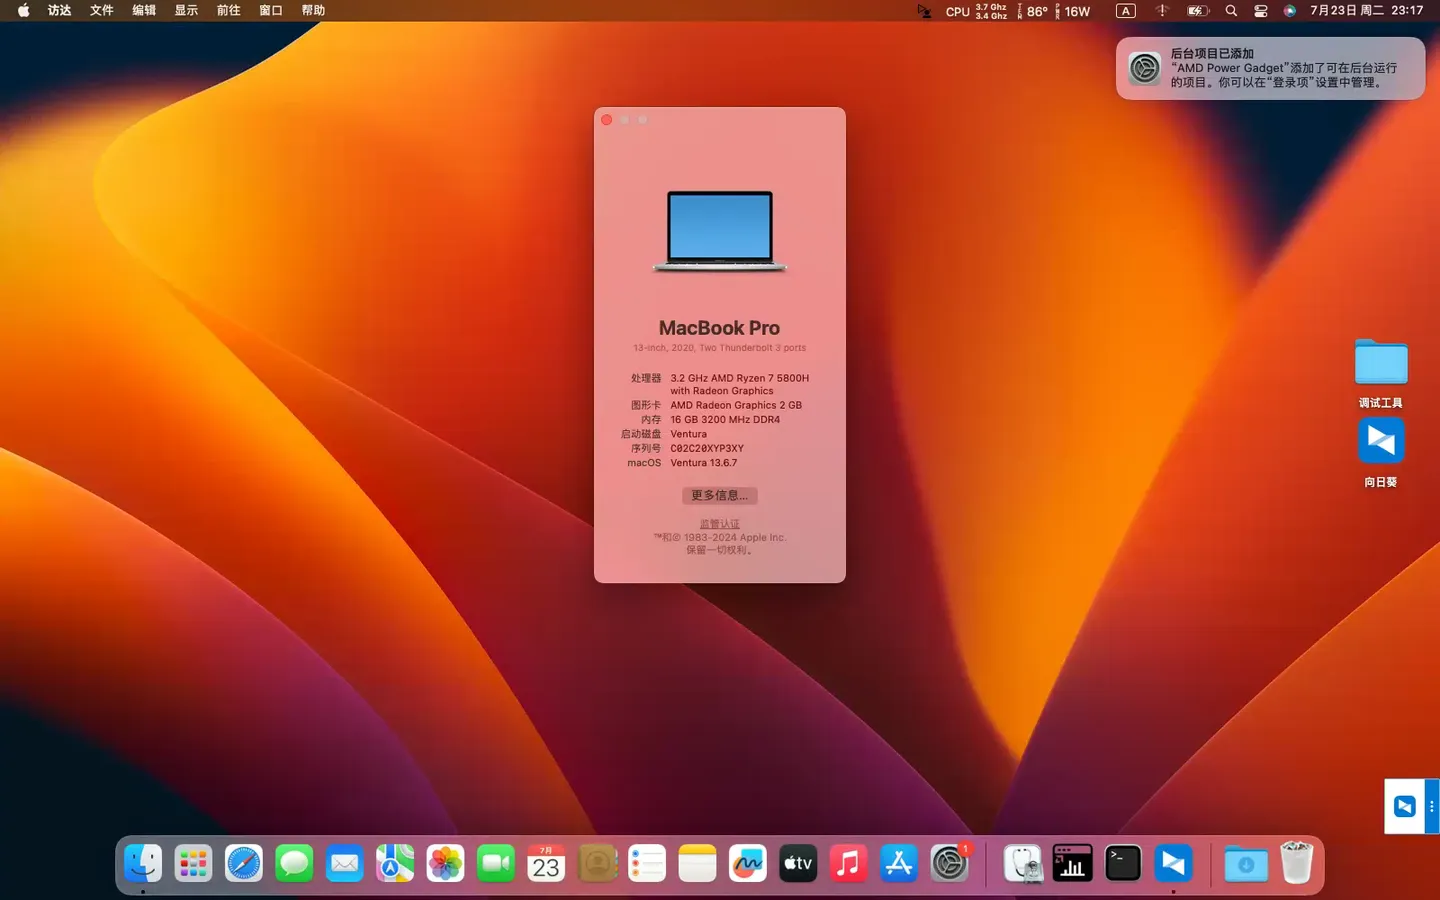 访达 文件 编辑 显示 前往 窗口 帮助
CPU 3.7 Ghz 3.4 Ghz 86° 16W A 7月23日 周二 23:17
后台项目已添加
“AMD Power Gadget”添加了可在后台运行
的项目。你可以在“登录项”设置中管理。
MacBook Pro
13-inch, 2020, Two Thunderbolt 3 ports
处理器 3.2 GHz AMD Ryzen 7 5800H
with Radeon Graphics
图形卡 AMD Radeon Graphics 2 GB
内存 16 GB 3200 MHz DDR4
启动磁盘 Ventura
序列号 C02C20XYP3XY
macOS Ventura 13.6.7
更多信息...
监管认证
™和© 1983-2024 Apple Inc.
保留一切权利。
调试工具
向日葵
7月
23
tv
1
>_